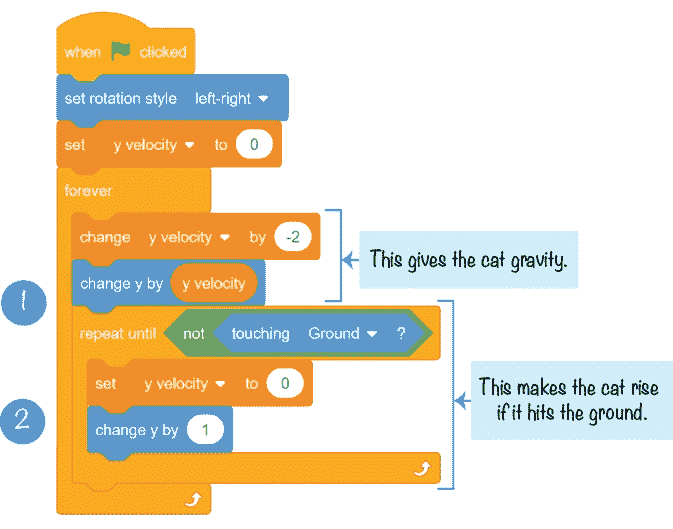 when clicked
set rotation style left-right
set y velocity to 0
forever
change y velocity by -2
This gives the cat gravity.
change y by y velocity
1
repeat until not touching Ground ?
set y velocity to 0
This makes the cat rise
if it hits the ground.
2
change y by 1